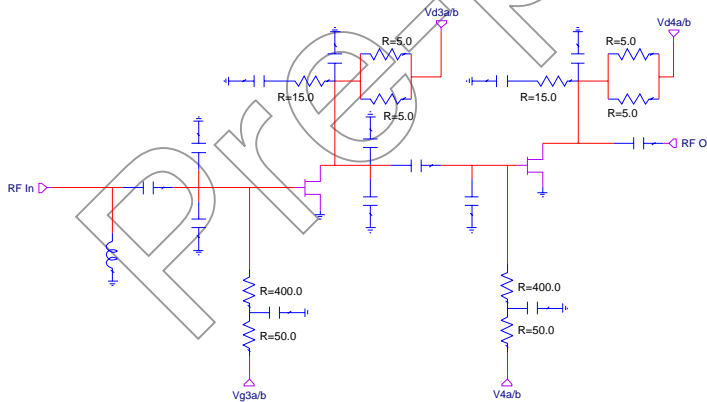 Vd3a/b
Vd4a/b
R=5.0
R=5.0
R=15.0
R=15.0
R=5.0
R=5.0
RF O
RF In
R=400.0
R=400.0
R=50.0
R=50.0
Vg3a/b
V4a/b
Pre-